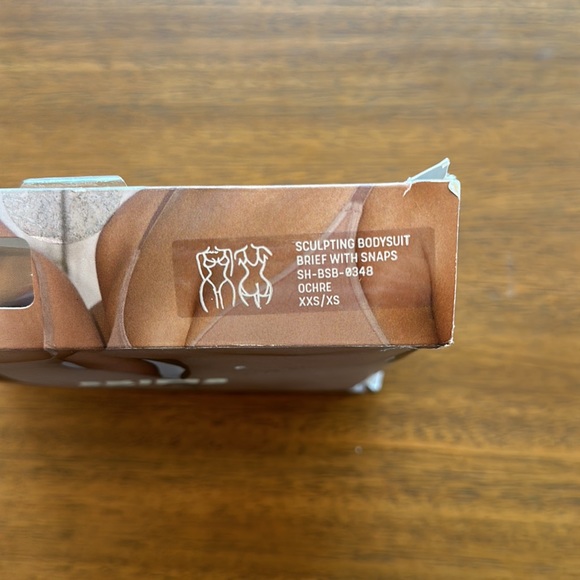 SCULPTING BODYSUIT
BRIEF WITH SNAPS
SH-BSB-0348
OCHRE
XXS/XS